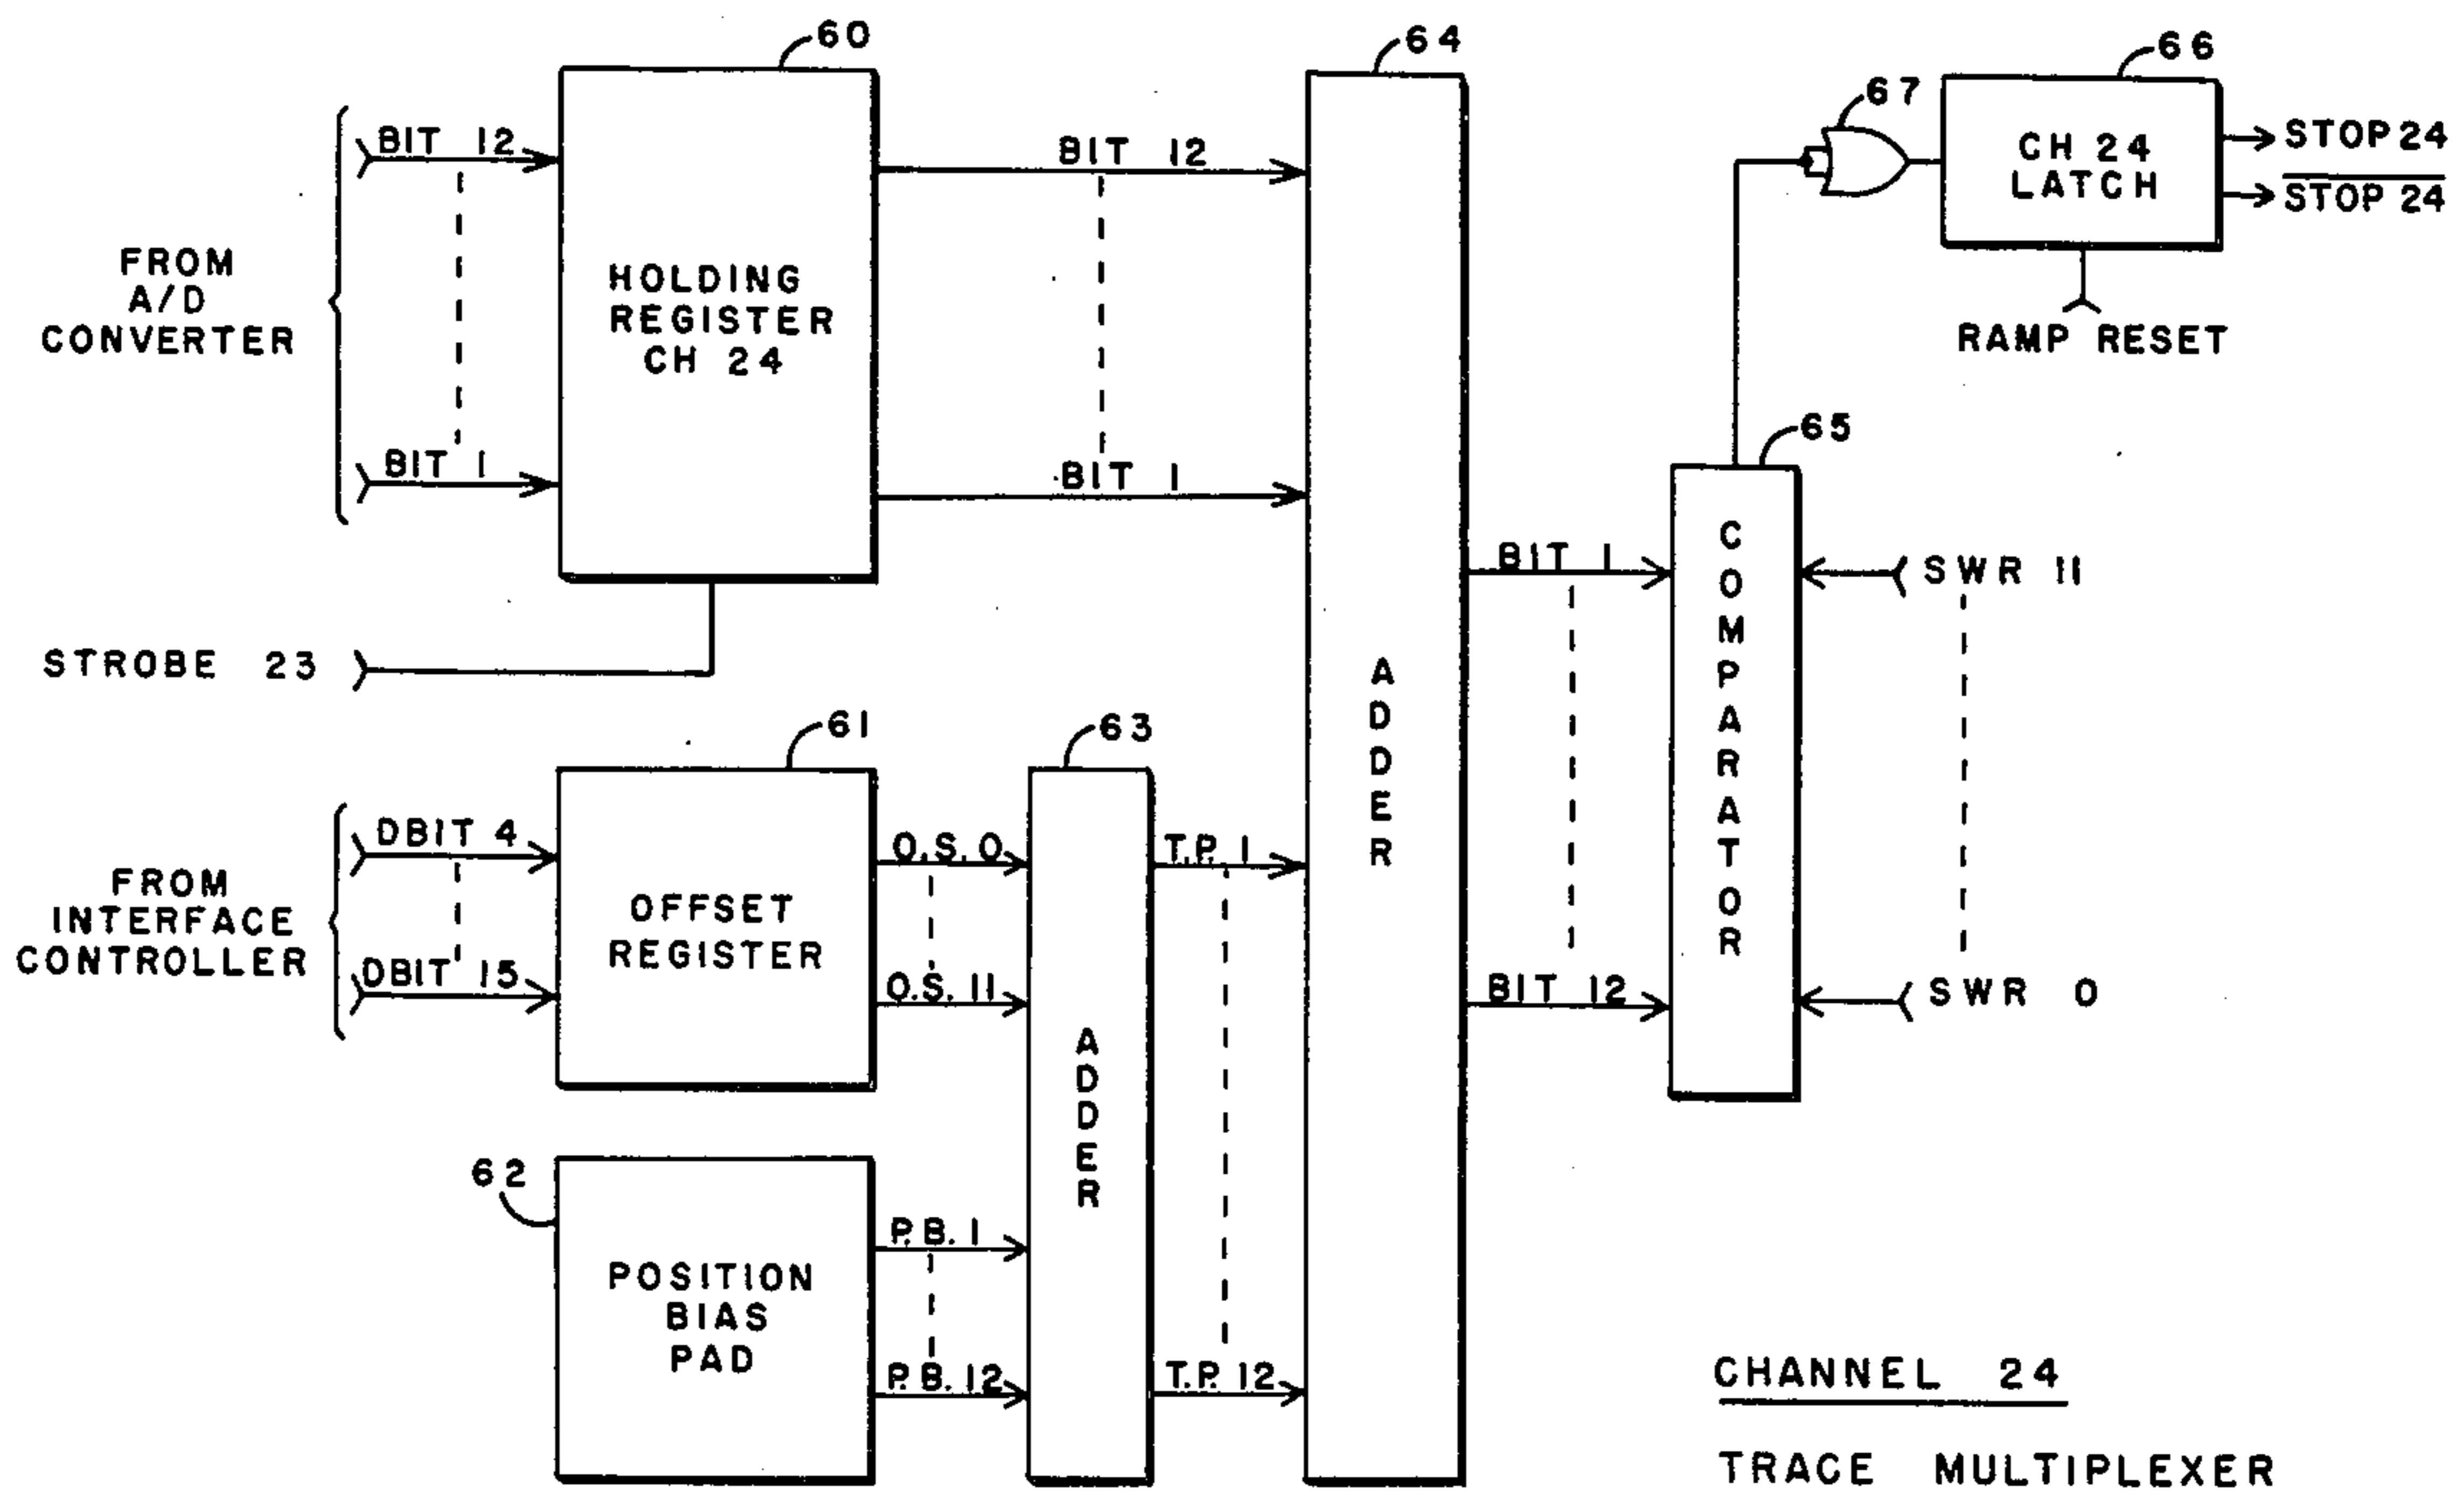 60
64
66
67
BIT 12
BIT 12
CH 24
LATCH
STOP 24
STOP 24
FROM
A/D
CONVERTER
HOLDING
REGISTER
CH 24
RAMP RESET
BIT 1
BIT 1
65
STROBE 23
BIT 1
COMPARATOR
SWR 11
ADDER
61
63
FROM
INTERFACE
CONTROLLER
DBIT 4
DBIT 15
OFFSET
REGISTER
O.S. 0
O.S. 11
T.P. 1
ADDER
BIT 12
SWR 0
62
POSITION
BIAS
PAD
P.B. 1
P.B. 12
T.P. 12
CHANNEL 24
TRACE MULTIPLEXER